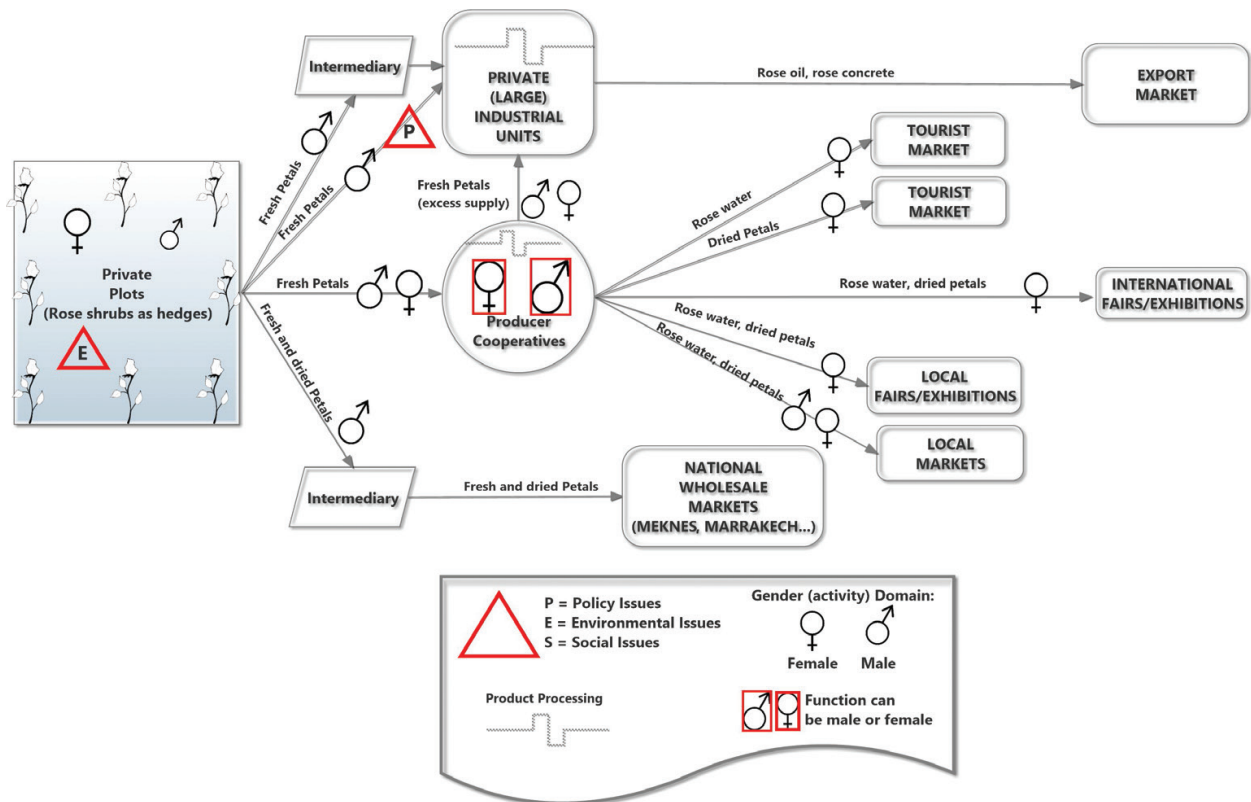 Intermediary
PRIVATE
(LARGE)
INDUSTRIAL
UNITS
Rose oil, rose concrete
EXPORT
MARKET
P
Fresh Petals
Fresh Petals
TOURIST
MARKET
Rose water
TOURIST
MARKET
Dried Petals
Fresh Petals
(excess supply)
Private
Plots
(Rose shrubs as hedges)
E
Fresh Petals
Producer
Cooperatives
Rose water, dried petals
INTERNATIONAL
FAIRS/EXHIBITIONS
Rose water, dried petals
LOCAL
FAIRS/EXHIBITIONS
Rose water, dried petals
LOCAL
MARKETS
Fresh and dried Petals
Intermediary
Fresh and dried Petals
NATIONAL
WHOLESALE
MARKETS
(MEKNES, MARRAKECH...)
P = Policy Issues
E = Environmental Issues
S = Social Issues
Gender (activity) Domain:
Female
Male
Product Processing
Function can
be male or female